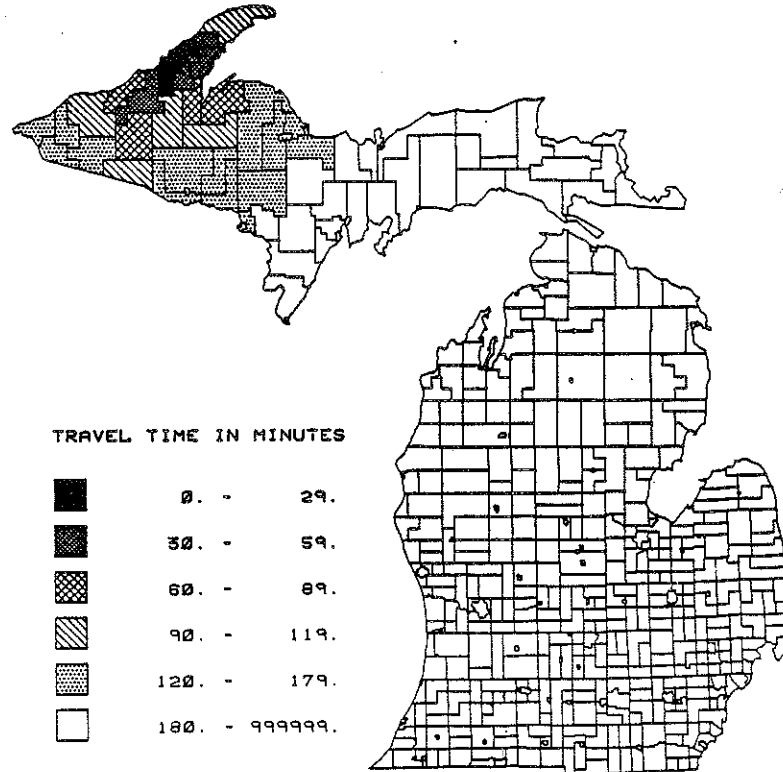 TRAVEL TIME IN MINUTES
0. - 29.
30. - 59.
60. - 89.
90. - 119.
120. - 179.
180. - 999999.